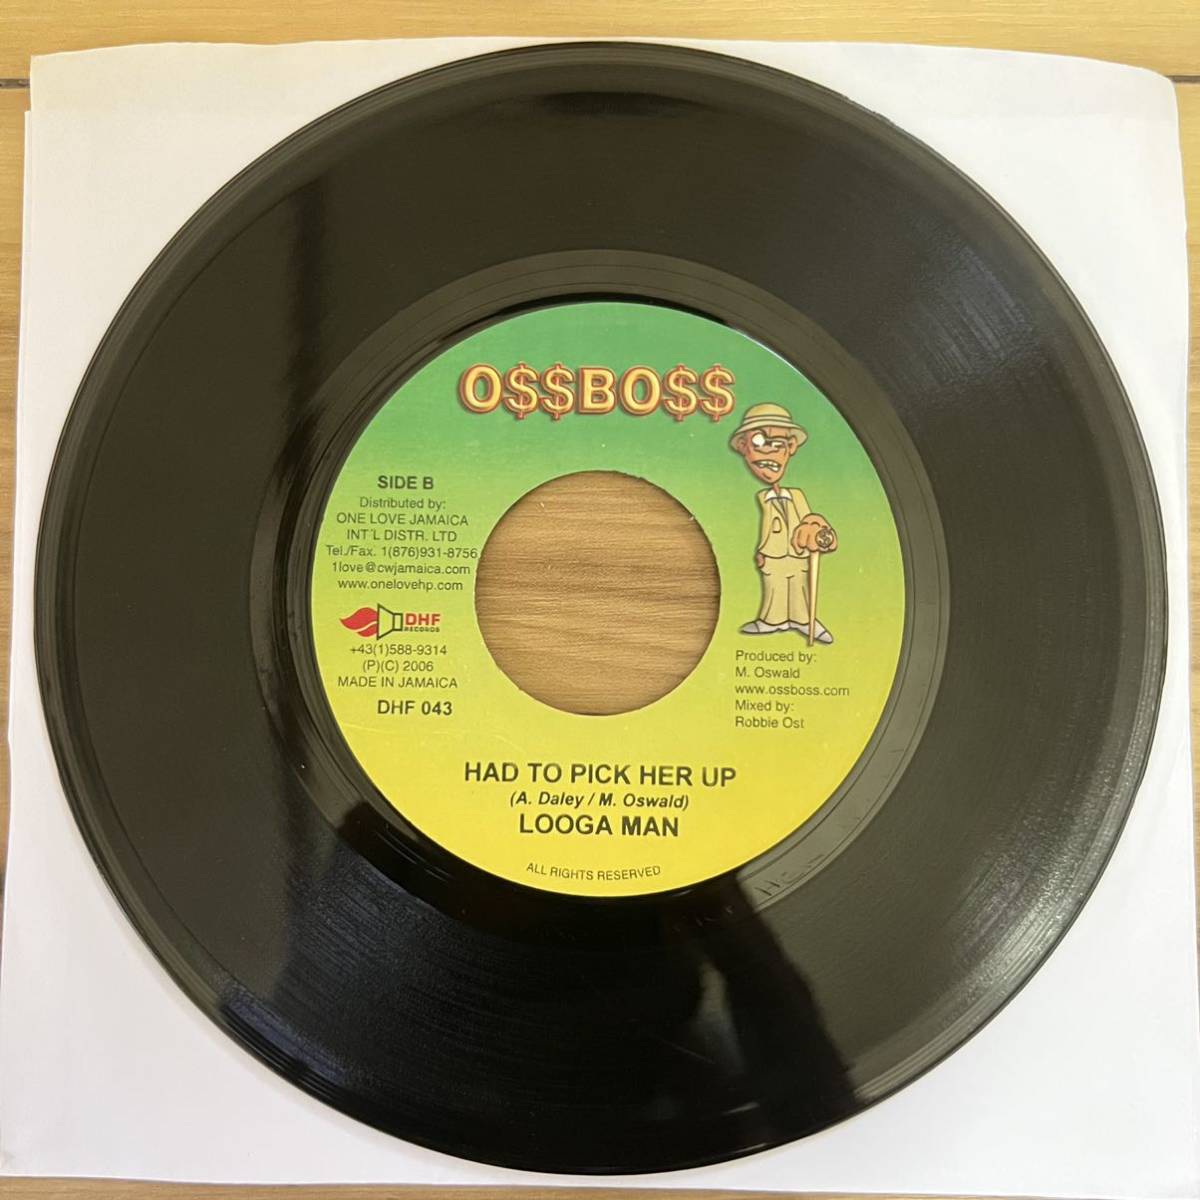 O$$BO$$
SIDE B
Distributed by:
ONE LOVE JAMAICA
INT´L DISTR. LTD
Tel./Fax. 1(876)931-8756
1love@cwjamaica.com
www.onelovehp.com
DHF
RECORDS
+43(1)588-9314
(P)(C) 2006
MADE IN JAMAICA
DHF 043
$
Produced by:
M. Oswald
www.ossboss.com
Mixed by:
Robbie Ost
HAD TO PICK HER UP
(A. Daley / M. Oswald)
LOOGA MAN
ALL RIGHTS RESERVED